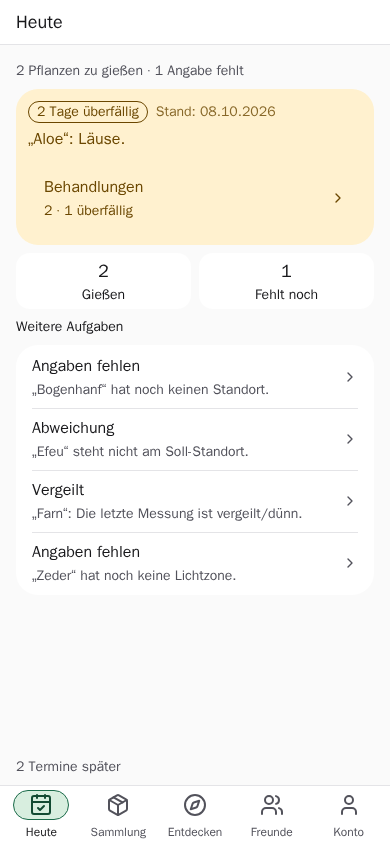 Heute
2 Pflanzen zu gießen · 1 Angabe fehlt
2 Tage überfällig Stand: 08.10.2026
„Aloe“: Läuse.
Behandlungen
2 · 1 überfällig
2
Gießen
1
Fehlt noch
Weitere Aufgaben
Angaben fehlen
„Bogenhanf“ hat noch keinen Standort.
Abweichung
„Efeu“ steht nicht am Soll-Standort.
Vergeilt
„Farn“: Die letzte Messung ist vergeilt/dünn.
Angaben fehlen
„Zeder“ hat noch keine Lichtzone.
2 Termine später
Heute
Sammlung
Entdecken
Freunde
Konto